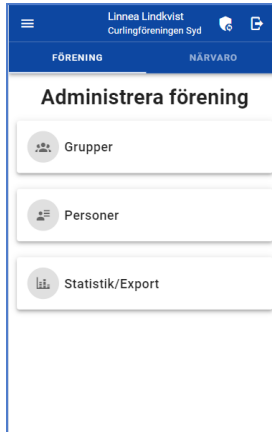 Linnea Lindkvist
Curlingföreningen Syd
FÖRENING
NÄRVARO
Administrera förening
Grupper
Personer
Statistik/Export